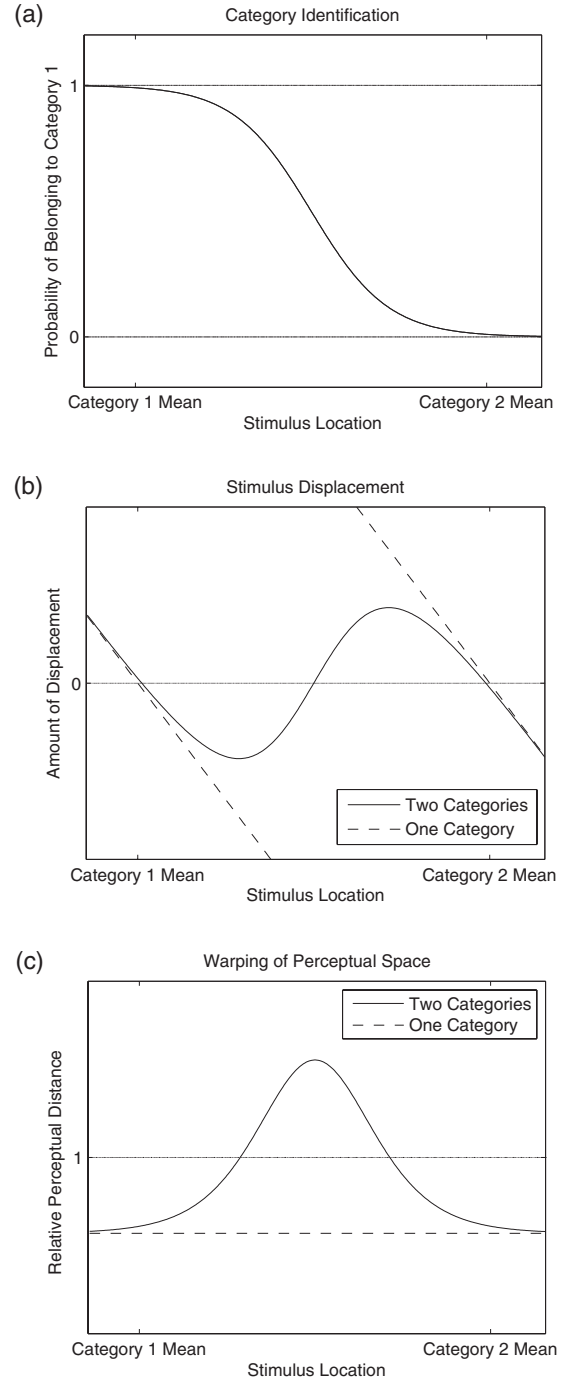 (a)
Category Identification
Probability of Belonging to Category 1
1
0
Category 1 Mean
Category 2 Mean
Stimulus Location
(b)
Stimulus Displacement
Amount of Displacement
0
Two Categories
One Category
Category 1 Mean
Category 2 Mean
Stimulus Location
(c)
Warping of Perceptual Space
Relative Perceptual Distance
Two Categories
One Category
1
Category 1 Mean
Category 2 Mean
Stimulus Location